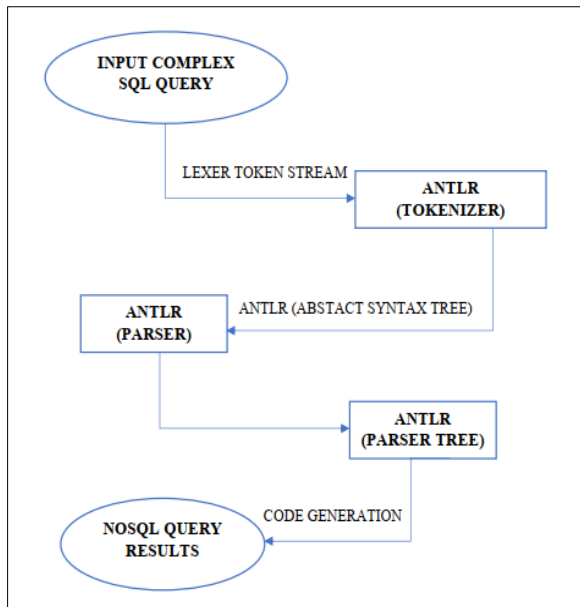 INPUT COMPLEX
SQL QUERY
LEXER TOKEN STREAM
ANTLR
(TOKENIZER)
ANTLR (ABSTACT SYNTAX TREE)
ANTLR
(PARSER)
ANTLR
(PARSER TREE)
CODE GENERATION
NOSQL QUERY
RESULTS